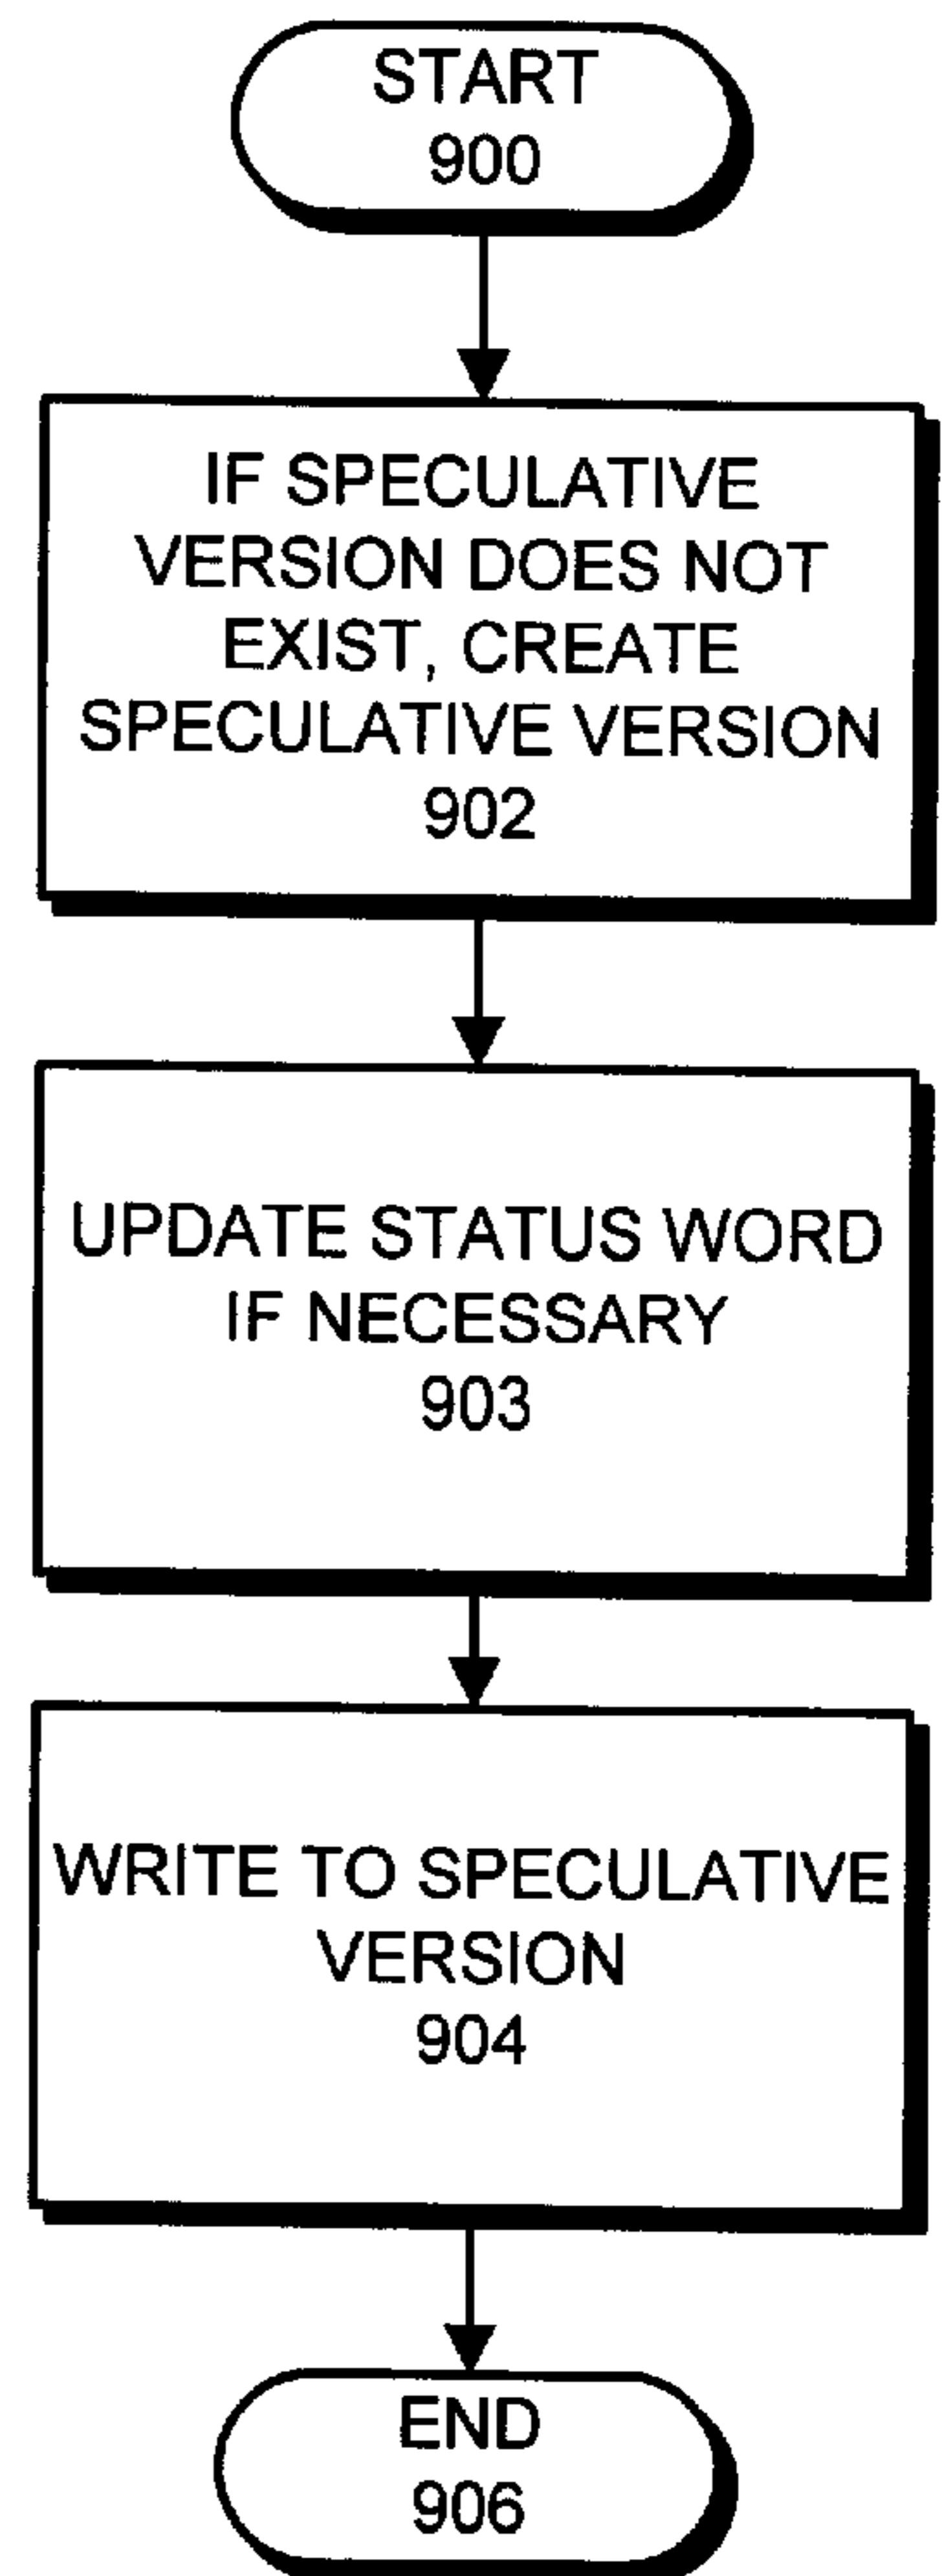 START
900
IF SPECULATIVE
VERSION DOES NOT
EXIST, CREATE
SPECULATIVE VERSION
902
UPDATE STATUS WORD
IF NECESSARY
903
WRITE TO SPECULATIVE
VERSION
904
END
906